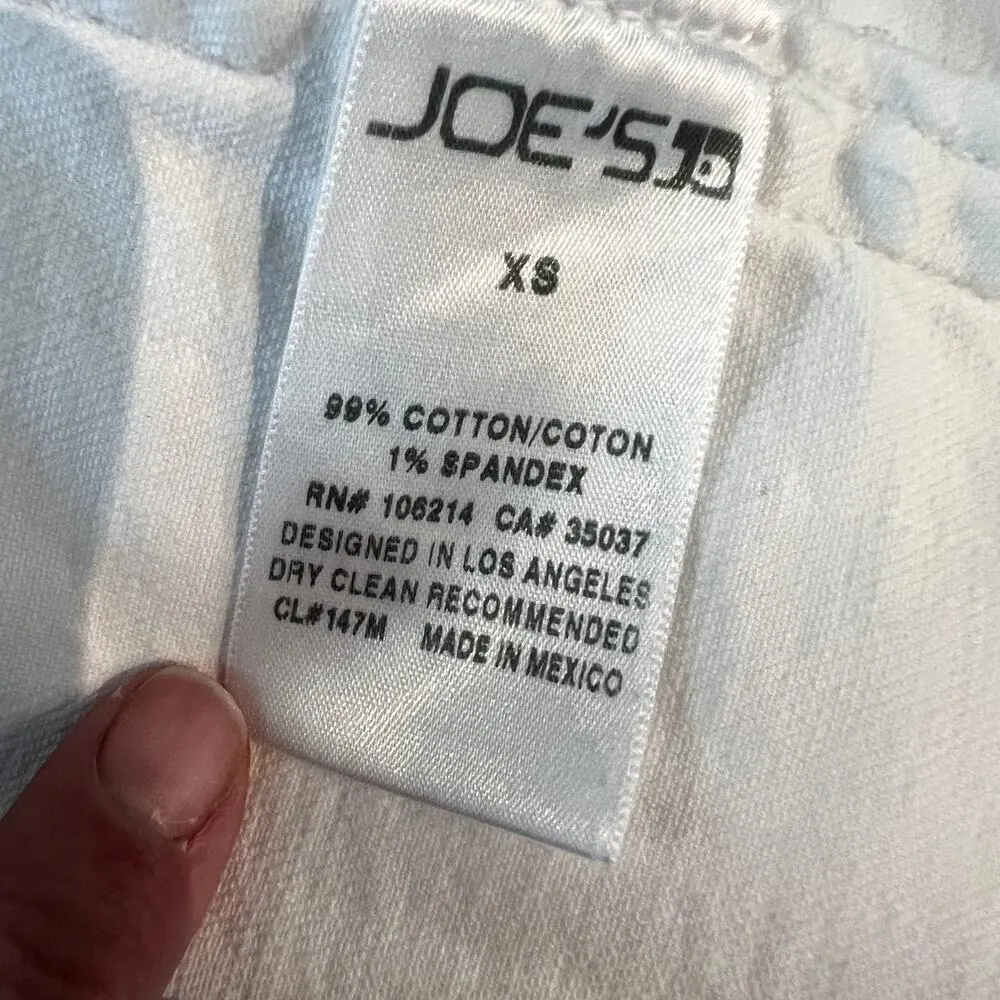 JOE'S
XS
99% COTTON/COTON
1% SPANDEX
RN# 106214 CA# 35037
DESIGNED IN LOS ANGELES
DRY CLEAN RECOMMENDED
CL#147M MADE IN MEXICO